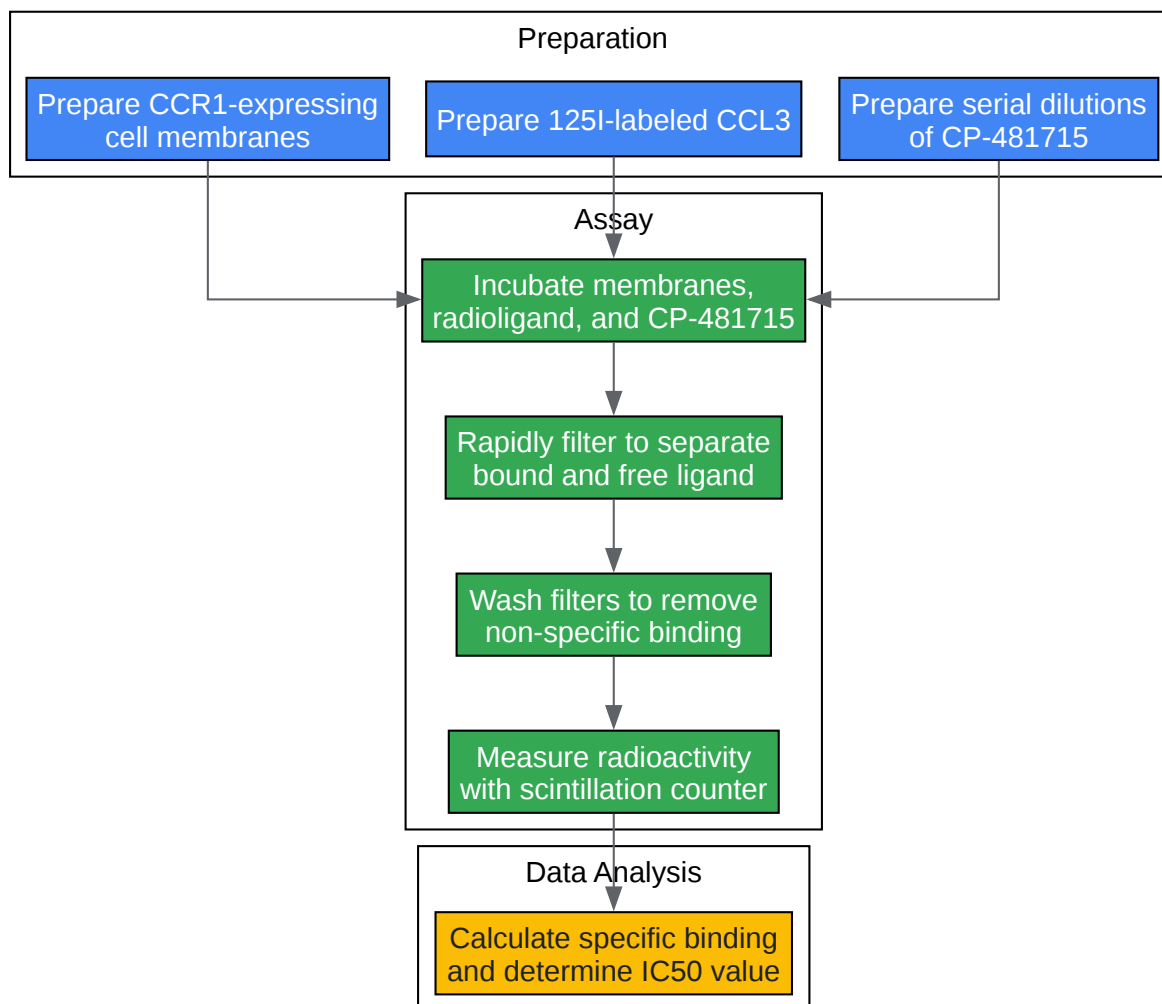 Preparation
Prepare CCR1-expressing
cell membranes
Prepare 125I-labeled CCL3
Prepare serial dilutions
of CP-481715
Assay
Incubate membranes,
radioligand, and CP-481715
Rapidly filter to separate
bound and free ligand
Wash filters to remove
non-specific binding
Measure radioactivity
with scintillation counter
Data Analysis
Calculate specific binding
and determine IC50 value